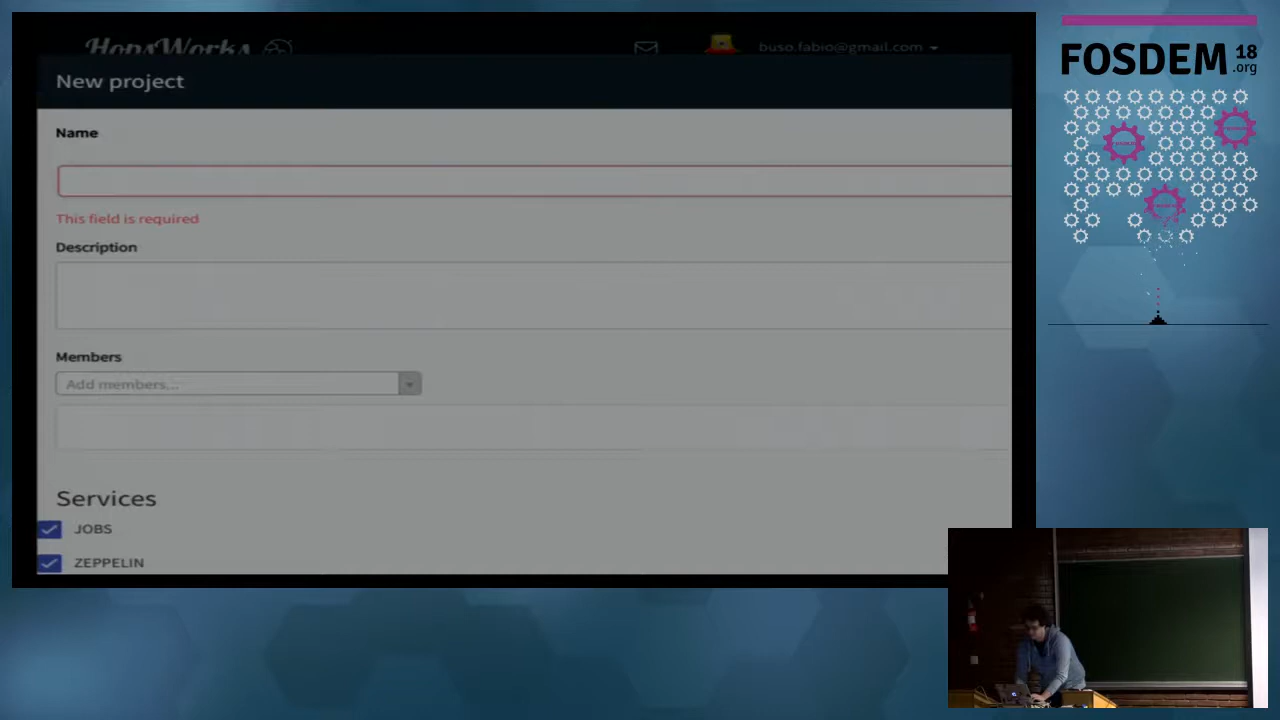 HopsWorks
buso.fabio@gmail.com
New project
Name
This field is required
Description
Members
Add members...
Services
JOBS
ZEPPELIN
FOSDEM 18
.org